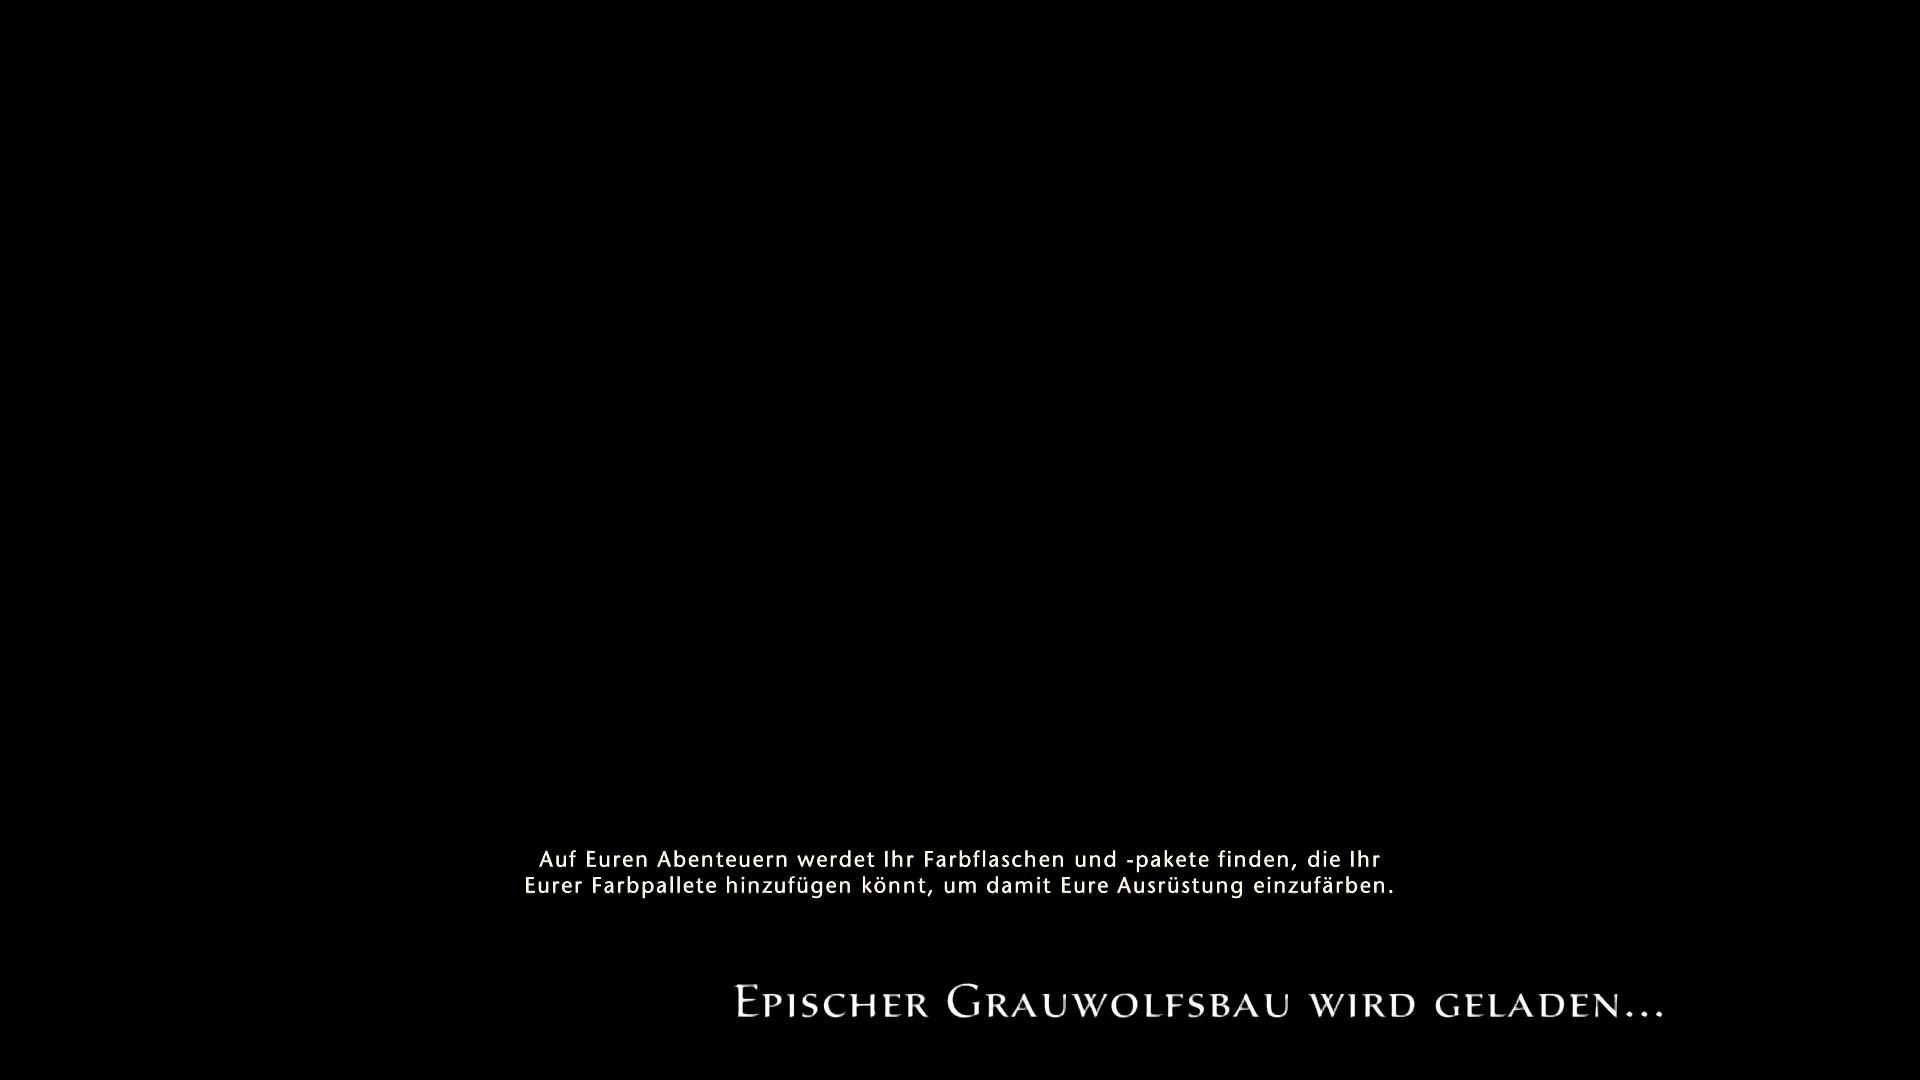 Auf Euren Abenteuern werdet Ihr Farbflaschen und -pakete finden, die Ihr
Eurer Farbpallete hinzufügen könnt, um damit Eure Ausrüstung einzufärben.
Epischer Grauwolfsbau wird geladen...